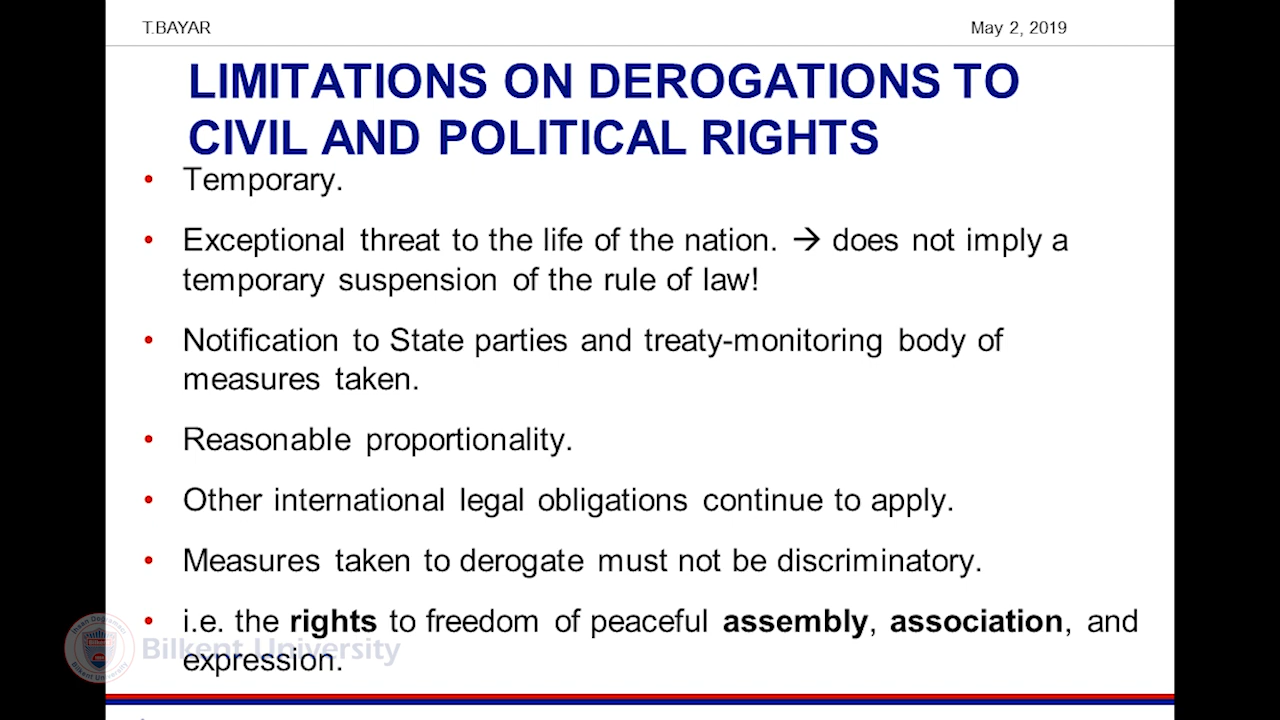 T.BAYAR
May 2, 2019
LIMITATIONS ON DEROGATIONS TO
CIVIL AND POLITICAL RIGHTS
• Temporary.
• Exceptional threat to the life of the nation. → does not imply a
temporary suspension of the rule of law!
• Notification to State parties and treaty-monitoring body of
measures taken.
• Reasonable proportionality.
• Other international legal obligations continue to apply.
• Measures taken to derogate must not be discriminatory.
• i.e. the rights to freedom of peaceful assembly, association, and
expression.
Bilkent University